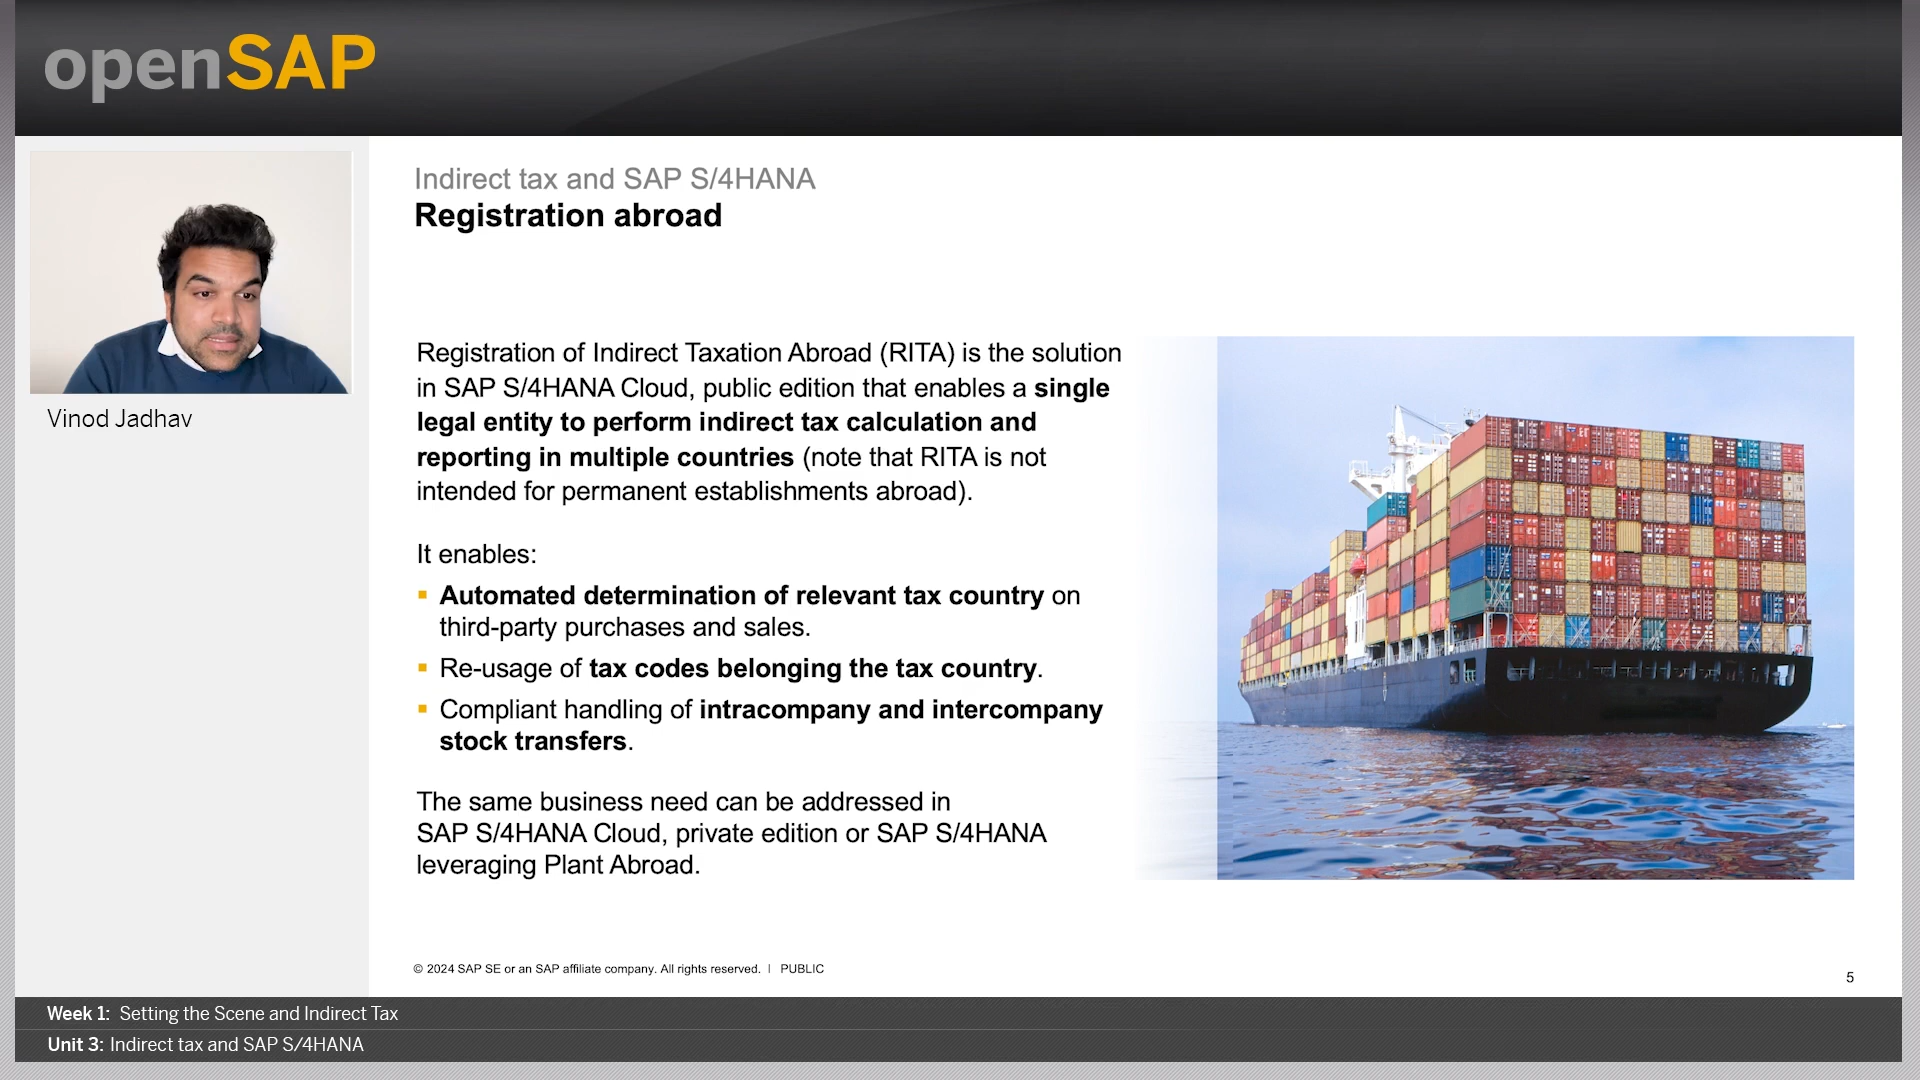 openSAP
Vinod Jadhav
Indirect tax and SAP S/4HANA
Registration abroad
Registration of Indirect Taxation Abroad (RITA) is the solution
in SAP S/4HANA Cloud, public edition that enables a single
legal entity to perform indirect tax calculation and
reporting in multiple countries (note that RITA is not
intended for permanent establishments abroad).
It enables:
▪ Automated determination of relevant tax country on
third-party purchases and sales.
▪ Re-usage of tax codes belonging the tax country.
▪ Compliant handling of intracompany and intercompany
stock transfers.
The same business need can be addressed in
SAP S/4HANA Cloud, private edition or SAP S/4HANA
leveraging Plant Abroad.
© 2024 SAP SE or an SAP affiliate company. All rights reserved. | PUBLIC
5
Week 1: Setting the Scene and Indirect Tax
Unit 3: Indirect tax and SAP S/4HANA